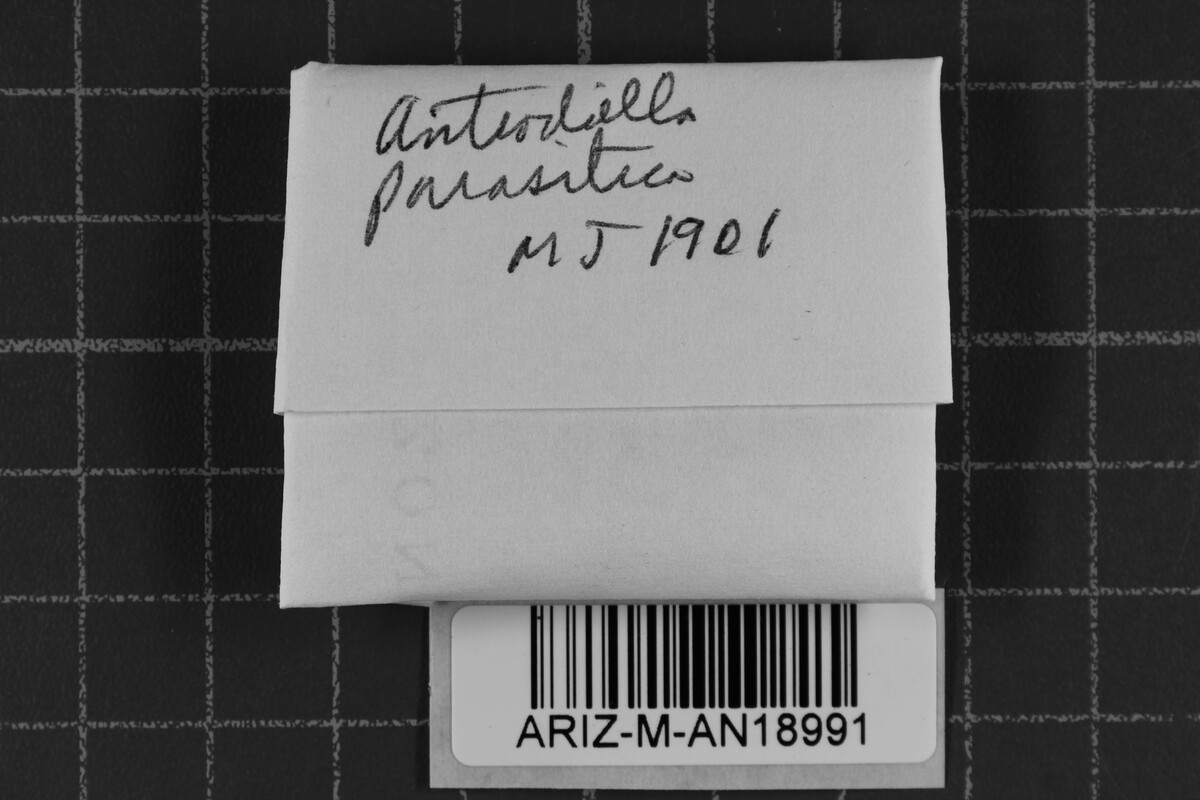 Antrodiella
parasitica
MJ 1901
ARIZ-M-AN18991